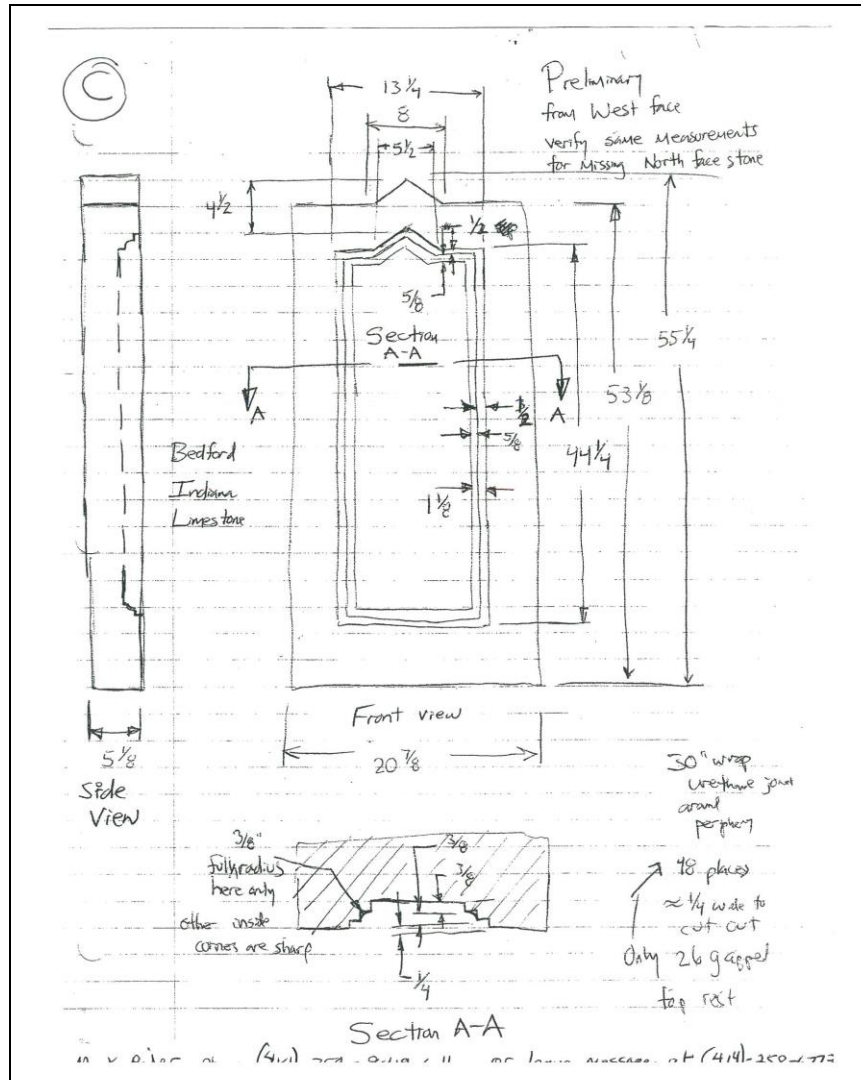 C
Preliminary
from West face
verify same measurements
for Missing North face stone
13 1/4
8
5 1/2
4 1/2
1/2
5/8
Section
A-A
A
A
1/2
5/8
1 1/8
44 1/4
53 1/8
55 1/4
Bedford
Indiana
Limestone
Front view
5 1/8
20 7/8
Side
View
30" wrap
urethane joint
around
periphery
48 places
≈ 1/4 wide to
cut out
Only 26 gapped
top rest
3/8"
full radius
here only
other inside
corners are sharp
3/8
3/8
1/4
Section A-A